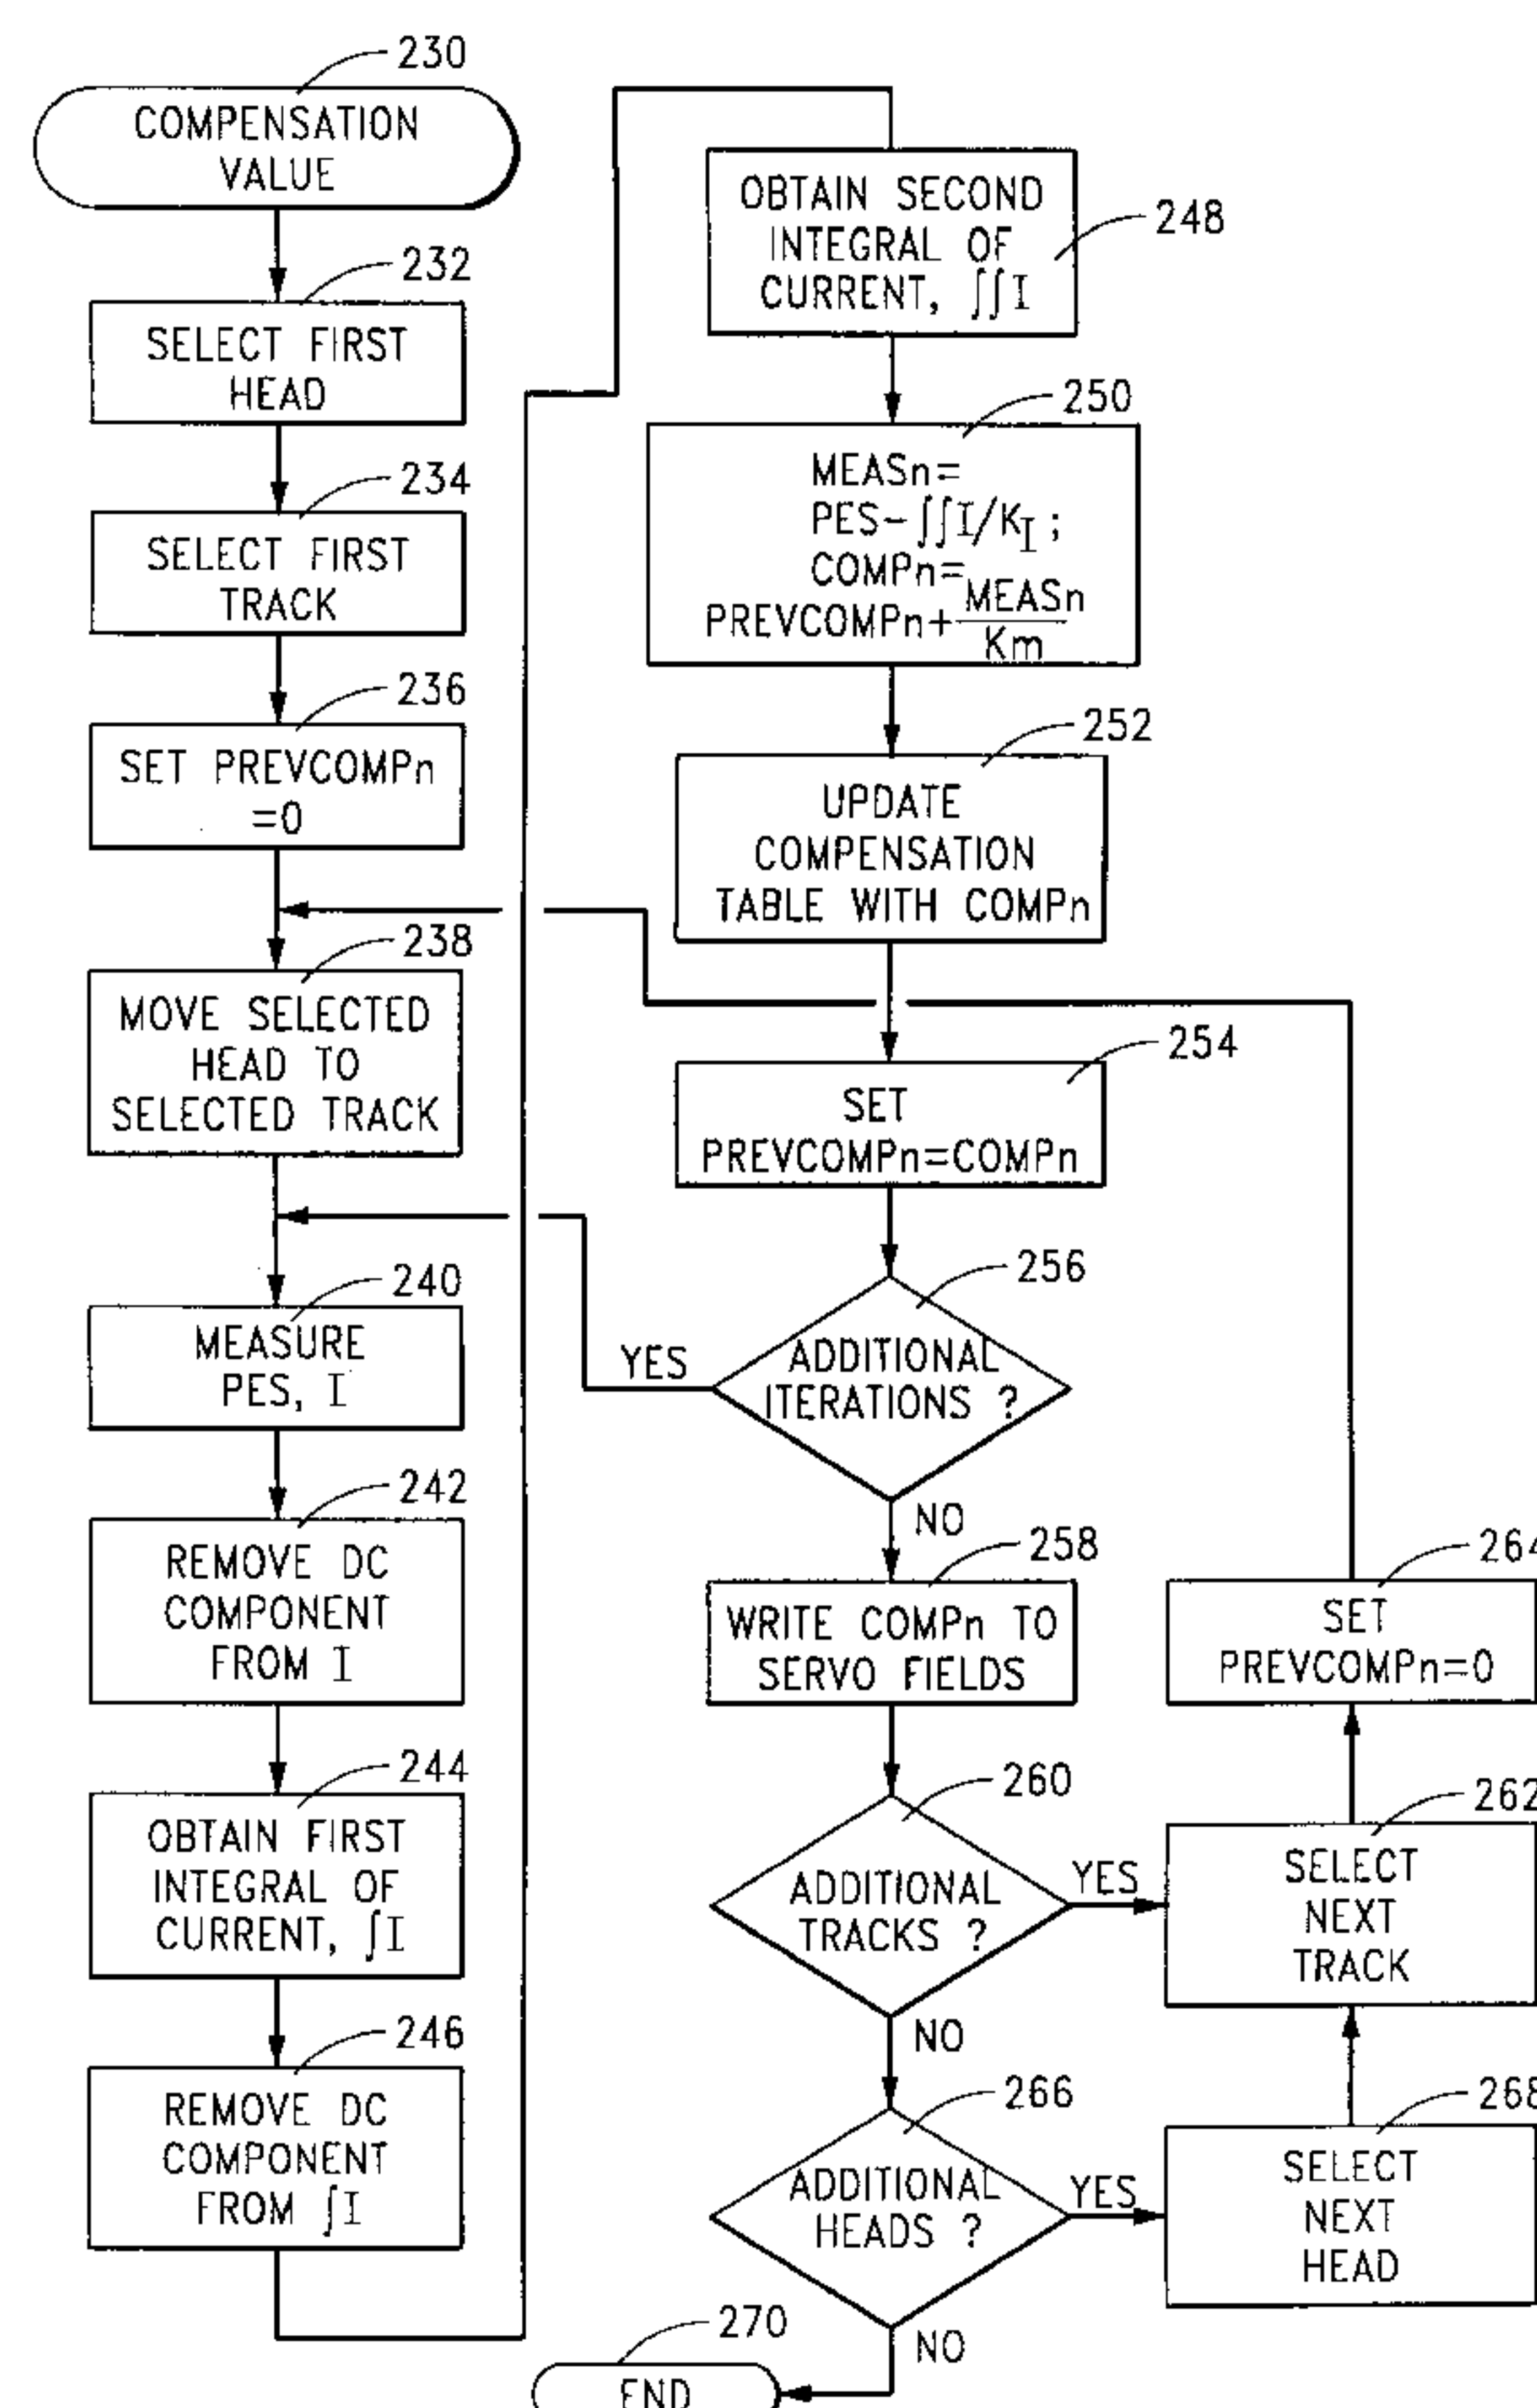 230
COMPENSATION
VALUE
232
SELECT FIRST
HEAD
234
SELECT FIRST
TRACK
236
SET PREVCOMPn
=0
238
MOVE SELECTED
HEAD TO
SELECTED TRACK
240
MEASURE
PES, I
242
REMOVE DC
COMPONENT
FROM I
244
OBTAIN FIRST
INTEGRAL OF
CURRENT, ∫I
246
REMOVE DC
COMPONENT
FROM ∫I
248
OBTAIN SECOND
INTEGRAL OF
CURRENT, ∫∫I
250
MEASn=
PES-∫∫I/KI ;
COMPn=
PREVCOMPn+MEASn
Km
252
UPDATE
COMPENSATION
TABLE WITH COMPn
254
SET
PREVCOMPn=COMPn
256
ADDITIONAL
ITERATIONS ?
YES
NO
258
WRITE COMPn TO
SERVO FIELDS
260
ADDITIONAL
TRACKS ?
YES
NO
262
SELECT
NEXT
TRACK
264
SET
PREVCOMPn=0
266
ADDITIONAL
HEADS ?
YES
NO
268
SELECT
NEXT
HEAD
270
END